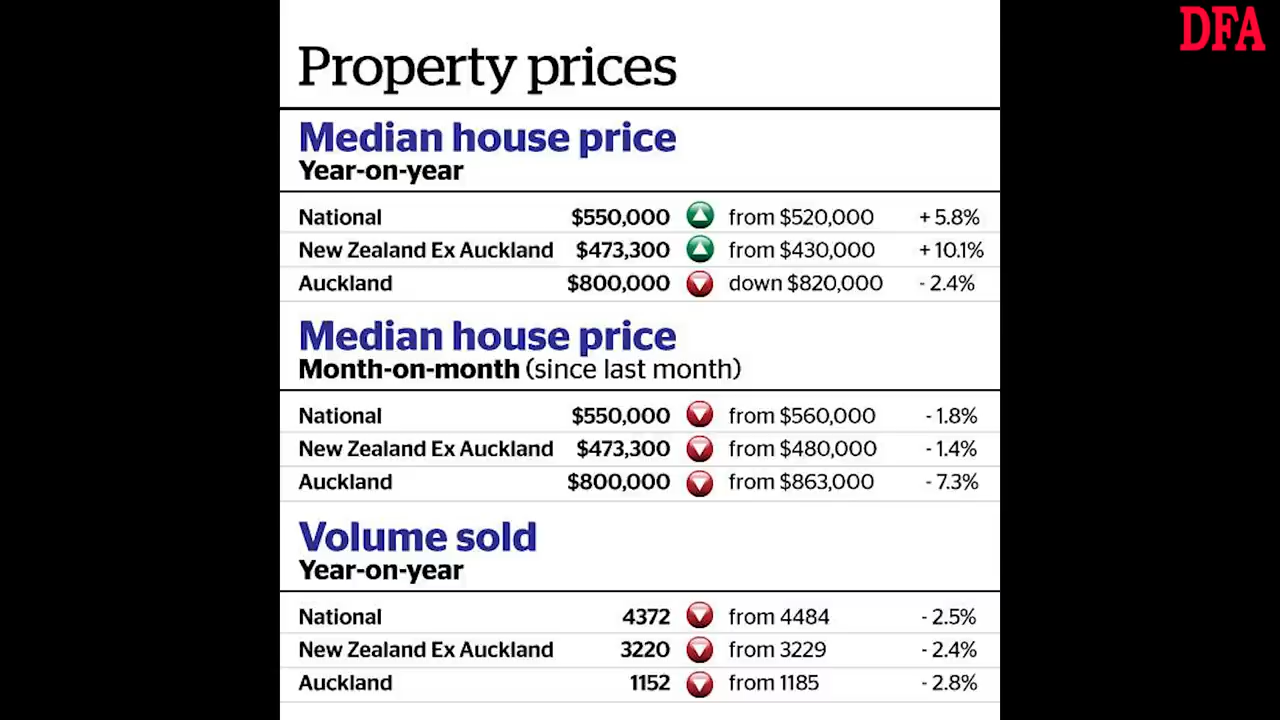 DFA
Property prices
Median house price
Year-on-year
National $550,000 from $520,000 + 5.8%
New Zealand Ex Auckland $473,300 from $430,000 + 10.1%
Auckland $800,000 down $820,000 - 2.4%
Median house price
Month-on-month (since last month)
National $550,000 from $560,000 - 1.8%
New Zealand Ex Auckland $473,300 from $480,000 - 1.4%
Auckland $800,000 from $863,000 - 7.3%
Volume sold
Year-on-year
National 4372 from 4484 - 2.5%
New Zealand Ex Auckland 3220 from 3229 - 2.4%
Auckland 1152 from 1185 - 2.8%